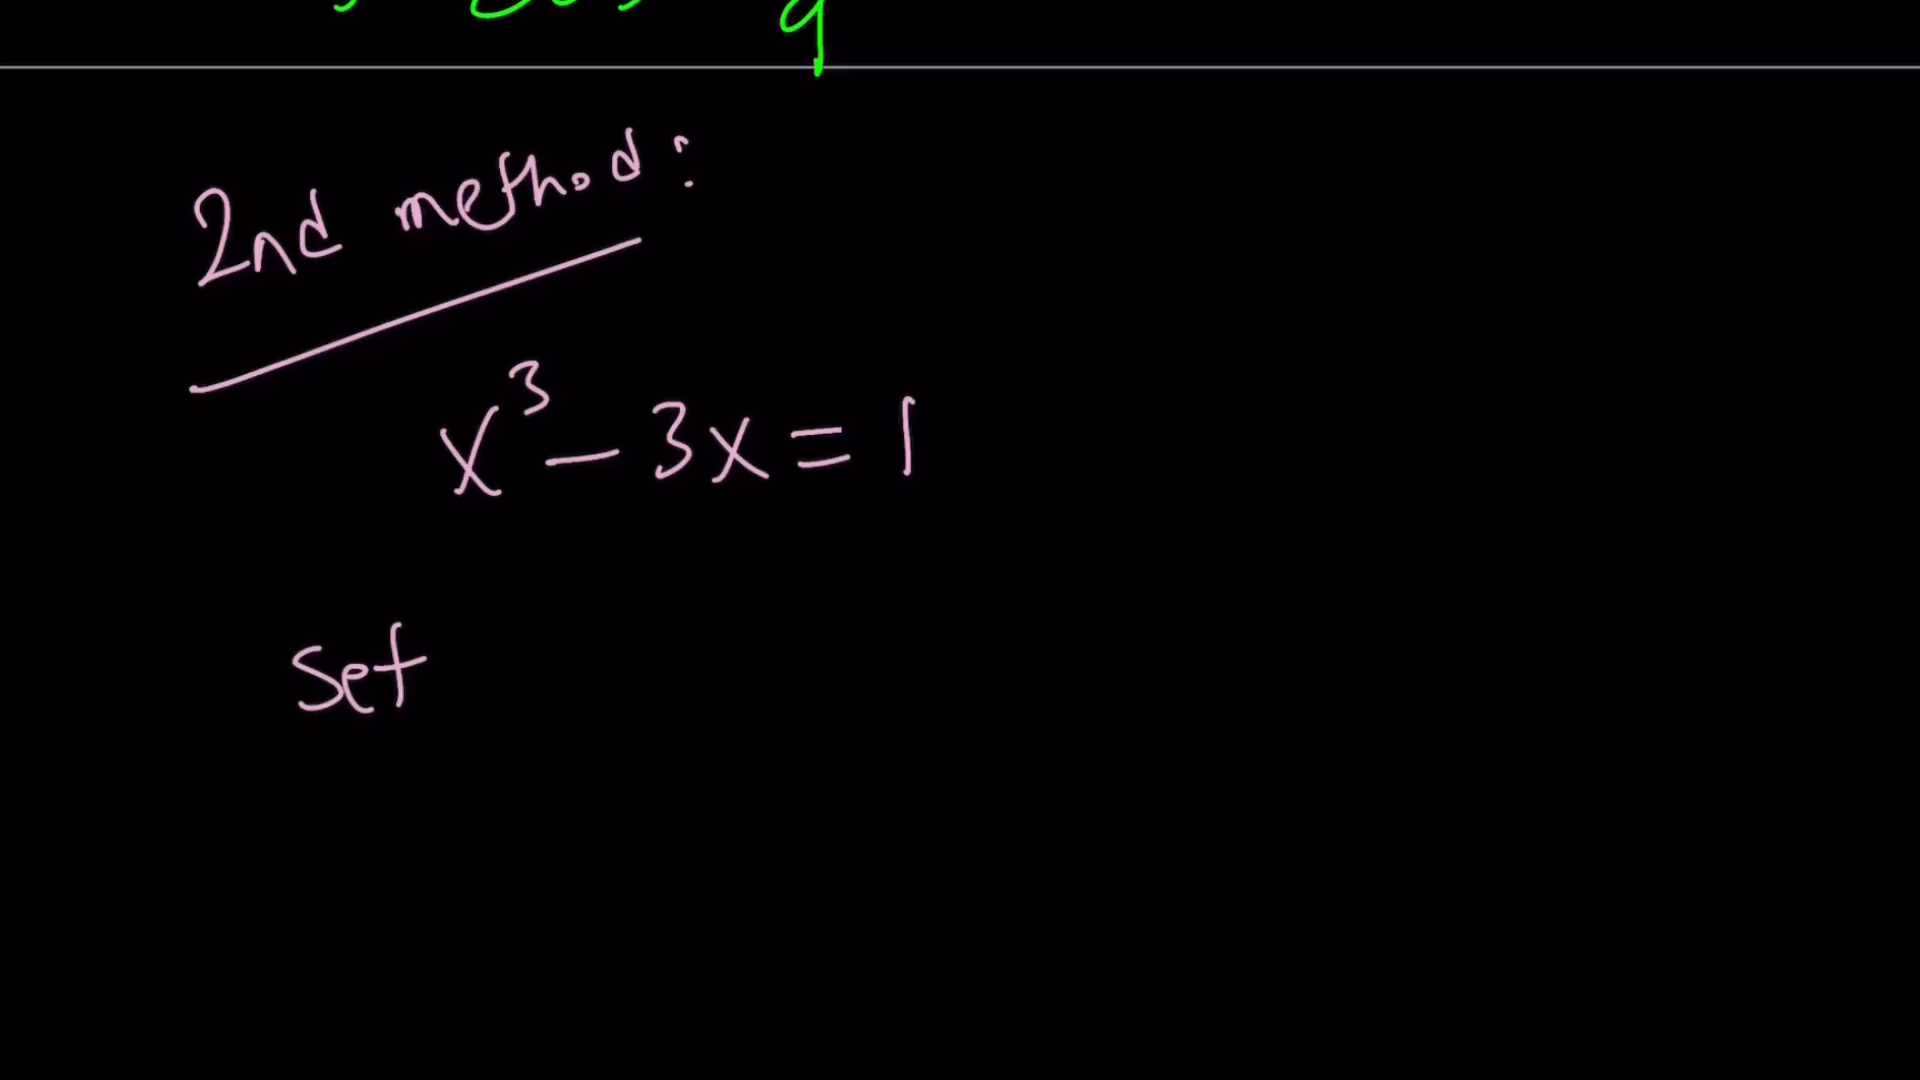 2nd method:
x³ - 3x = 1
Set